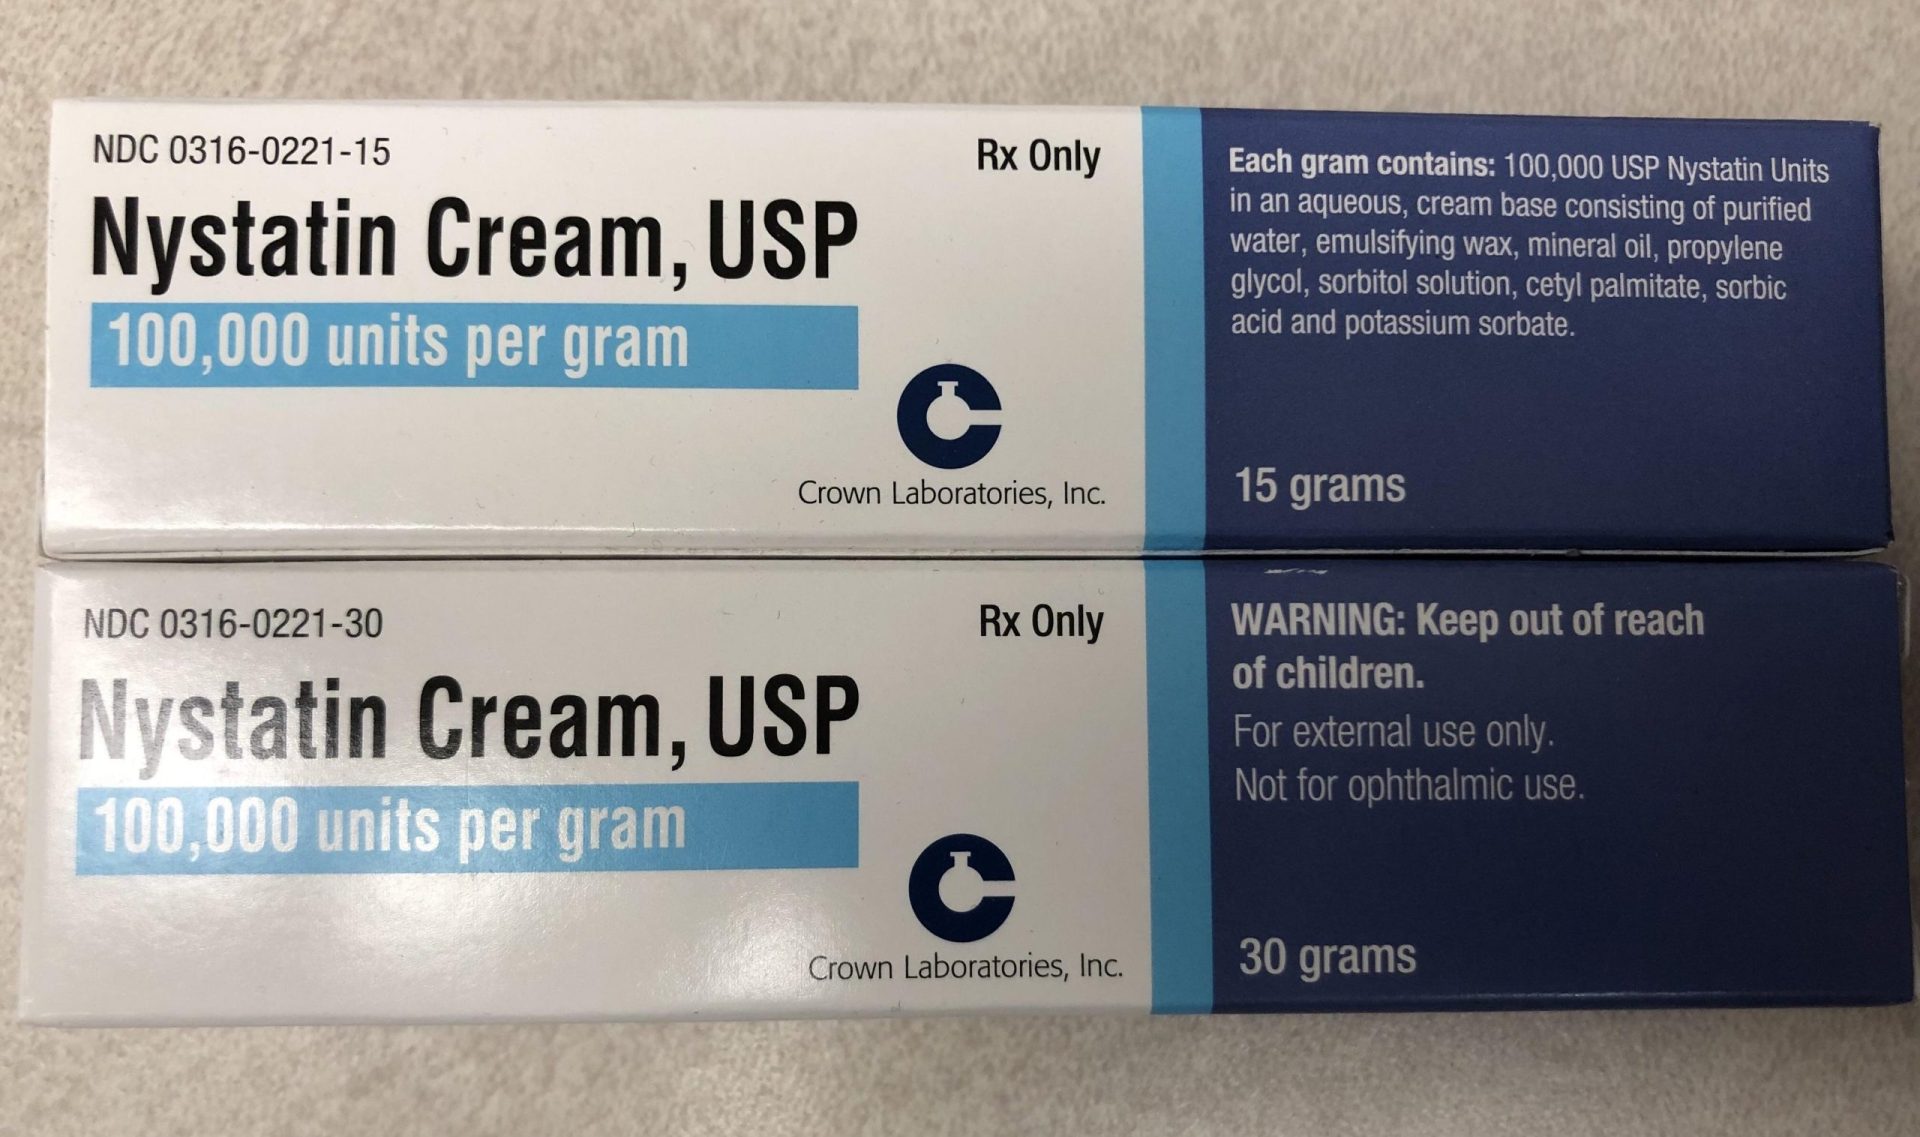 NDC 0316-0221-15
Rx Only
Nystatin Cream, USP
100,000 units per gram
Crown Laboratories, Inc.
Each gram contains: 100,000 USP Nystatin Units
in an aqueous, cream base consisting of purified
water, emulsifying wax, mineral oil, propylene
glycol, sorbitol solution, cetyl palmitate, sorbic
acid and potassium sorbate.
15 grams
NDC 0316-0221-30
Rx Only
Nystatin Cream, USP
100,000 units per gram
Crown Laboratories, Inc.
WARNING: Keep out of reach
of children.
For external use only.
Not for ophthalmic use.
30 grams